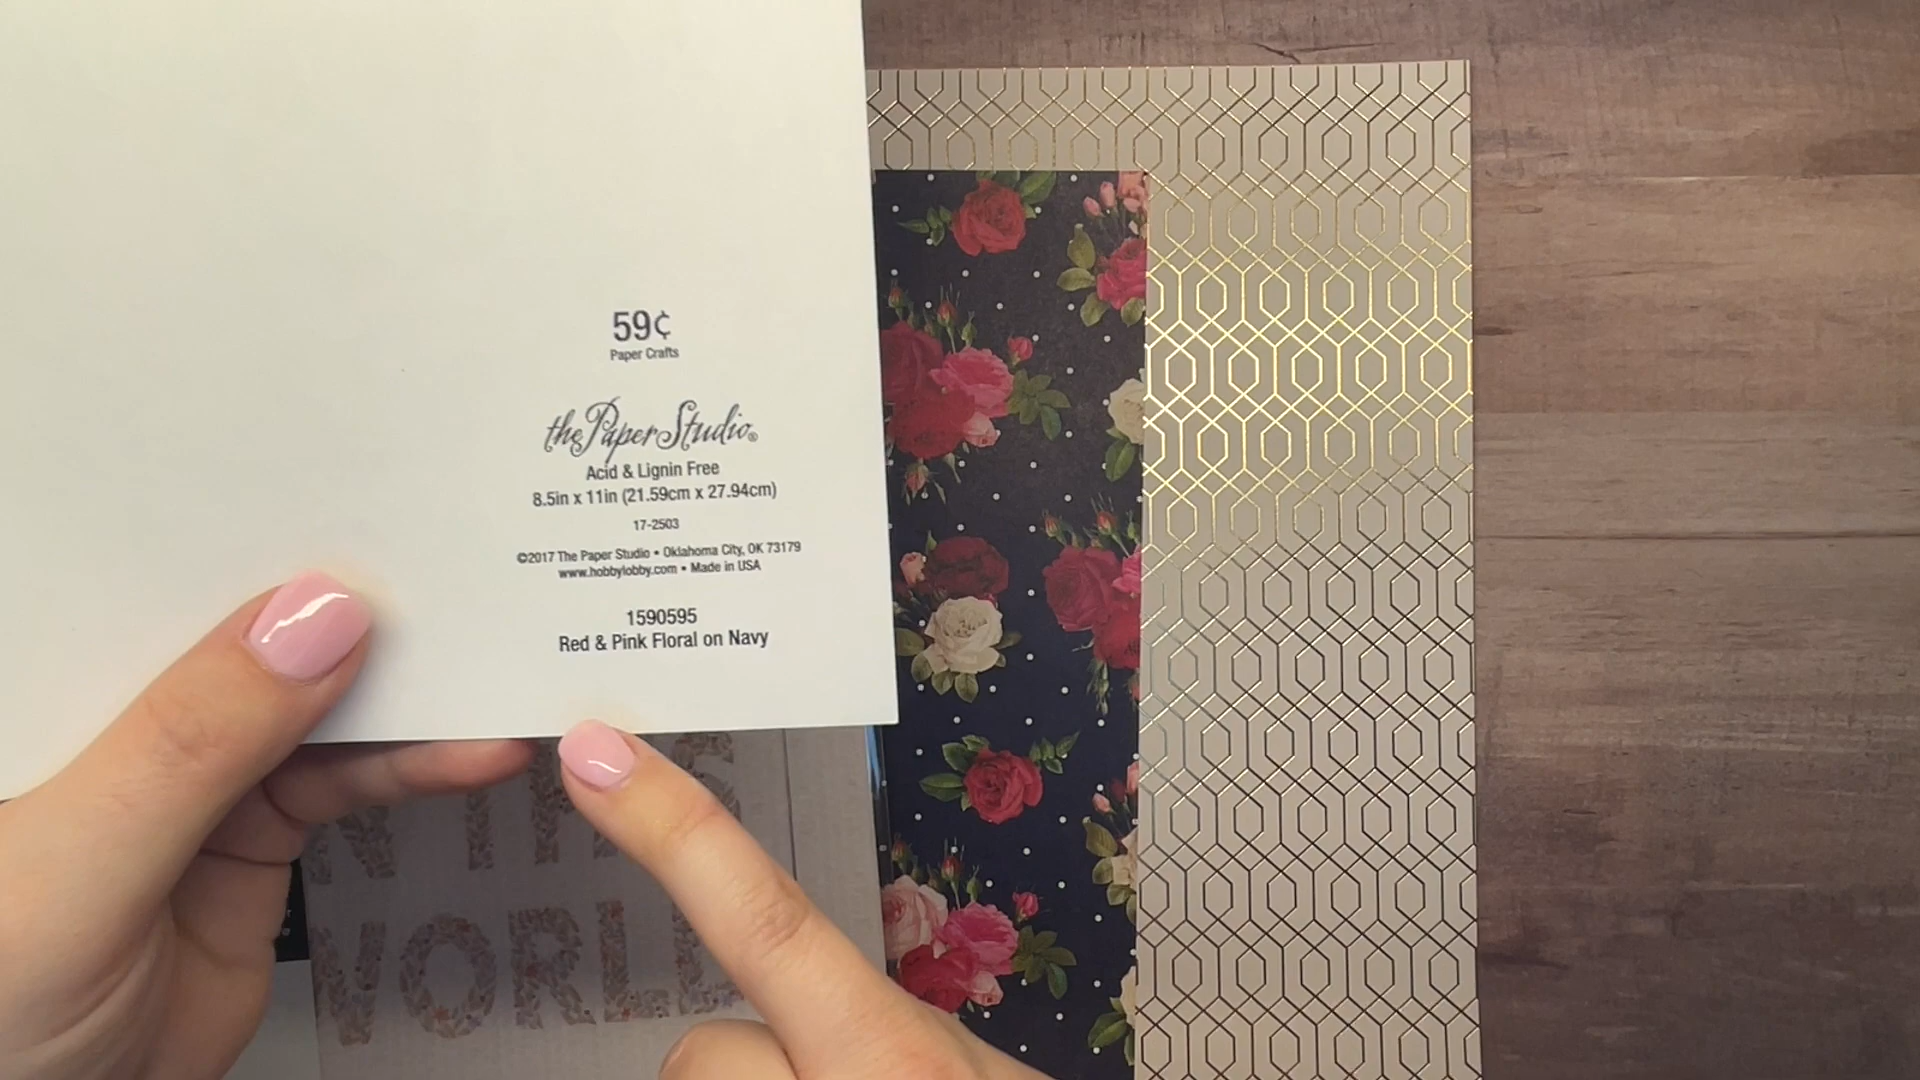 59¢
Paper Crafts
the Paper Studio®
Acid & Lignin Free
8.5in x 11in (21.59cm x 27.94cm)
17-2503
©2017 The Paper Studio • Oklahoma City, OK 73179
www.hobbylobby.com • Made in USA
1590595
Red & Pink Floral on Navy